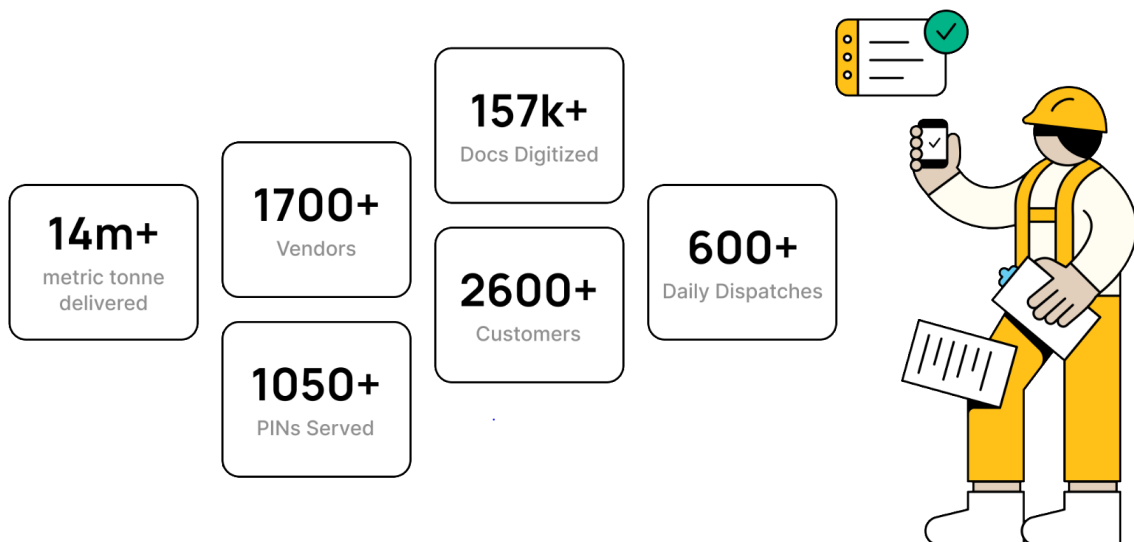 14m+
metric tonne
delivered
1700+
Vendors
1050+
PINs Served
157k+
Docs Digitized
2600+
Customers
600+
Daily Dispatches